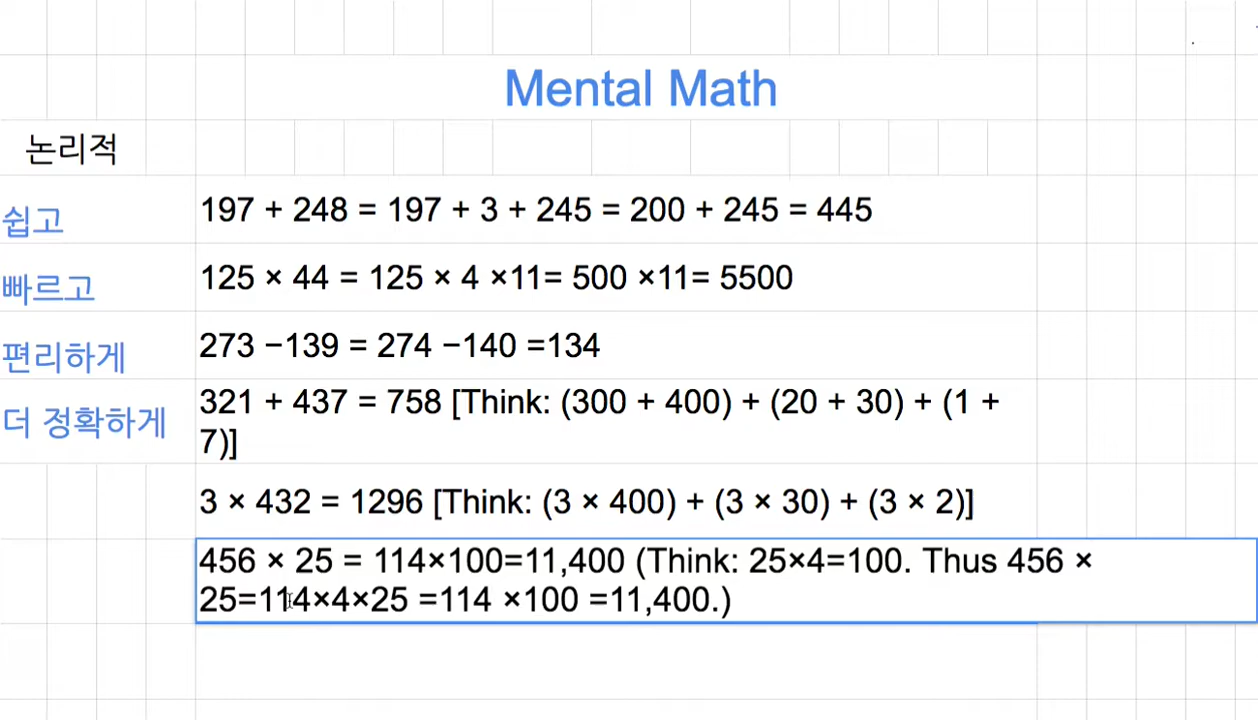 Mental Math
논리적
쉽고
197 + 248 = 197 + 3 + 245 = 200 + 245 = 445
빠르고
125 × 44 = 125 × 4 ×11= 500 ×11= 5500
편리하게
273 −139 = 274 −140 =134
더 정확하게
321 + 437 = 758 [Think: (300 + 400) + (20 + 30) + (1 +
7)]
3 × 432 = 1296 [Think: (3 × 400) + (3 × 30) + (3 × 2)]
456 × 25 = 114×100=11,400 (Think: 25×4=100. Thus 456 ×
25=114×4×25 =114 ×100 =11,400.)